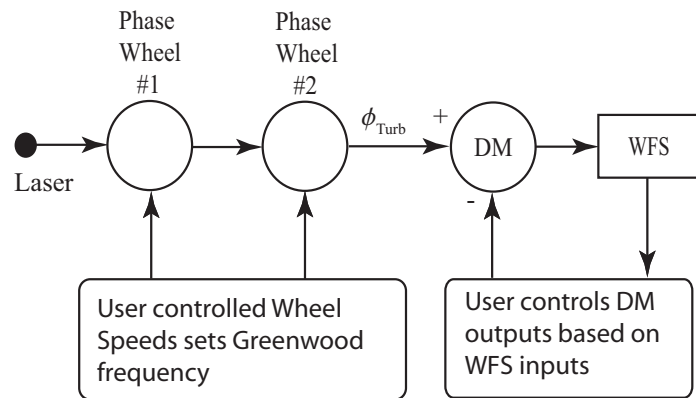 Phase
Wheel
#1
Phase
Wheel
#2
ϕTurb
+
DM
-
WFS
Laser
User controlled Wheel
Speeds sets Greenwood
frequency
User controls DM
outputs based on
WFS inputs